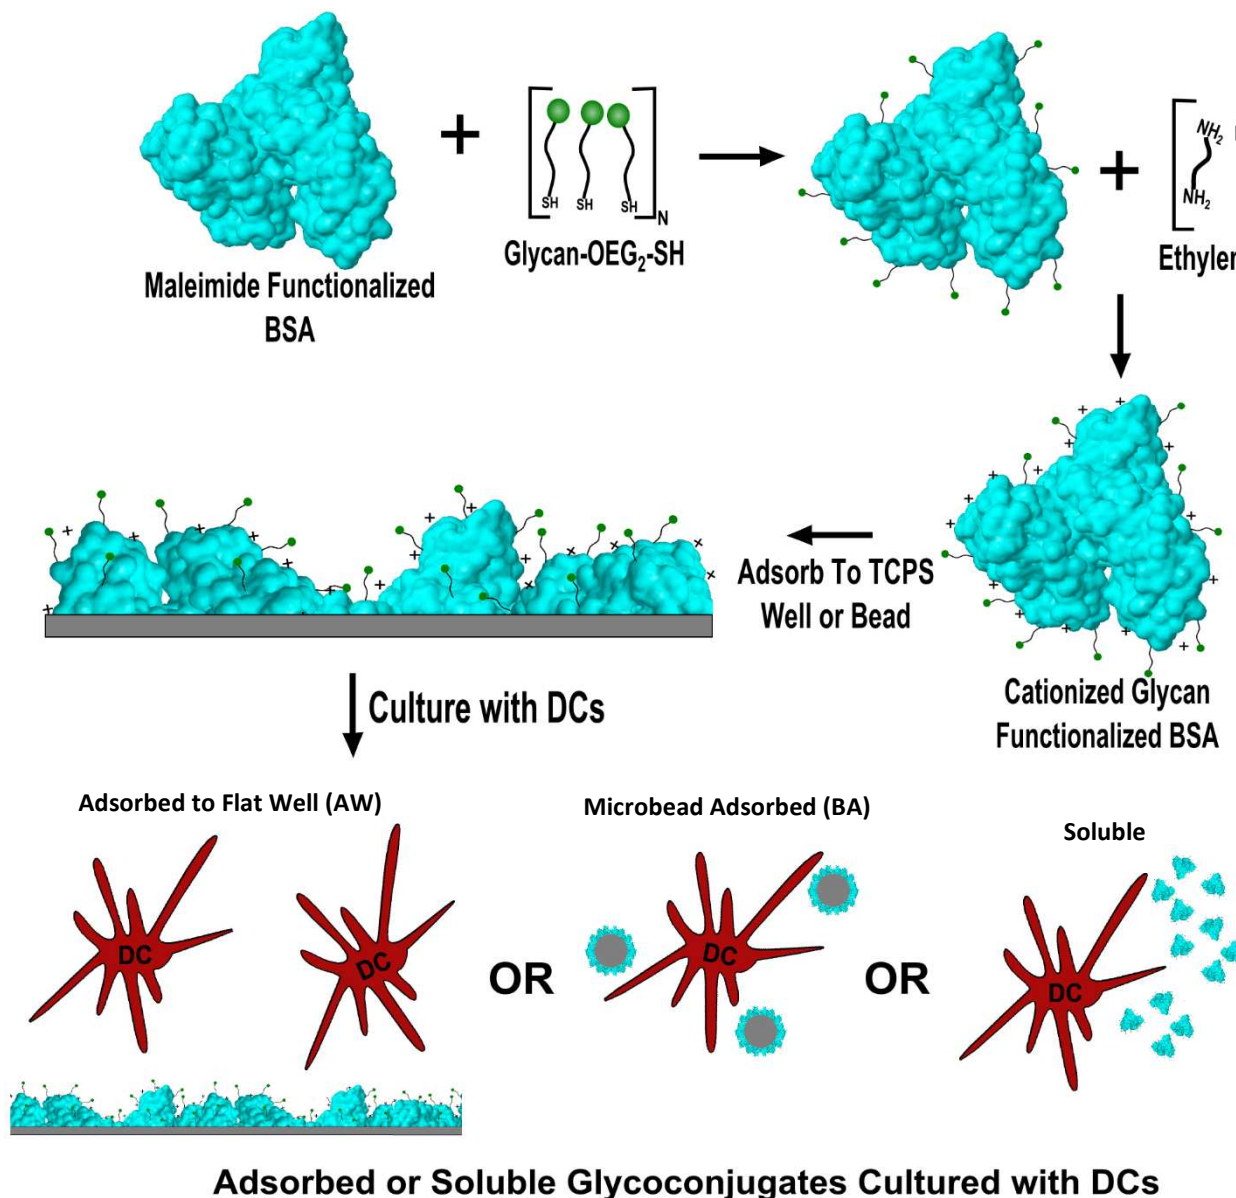 +
SH SH SH
N
Glycan-OEG₂-SH
Maleimide Functionalized
BSA
+
NH₂
NH₂
Adsorb To TCPS
Well or Bead
Cationized Glycan
Functionalized BSA
Culture with DCs
Adsorbed to Flat Well (AW)
Microbead Adsorbed (BA)
Soluble
DC
DC
OR
DC
OR
DC
Adsorbed or Soluble Glycoconjugates Cultured with DCs